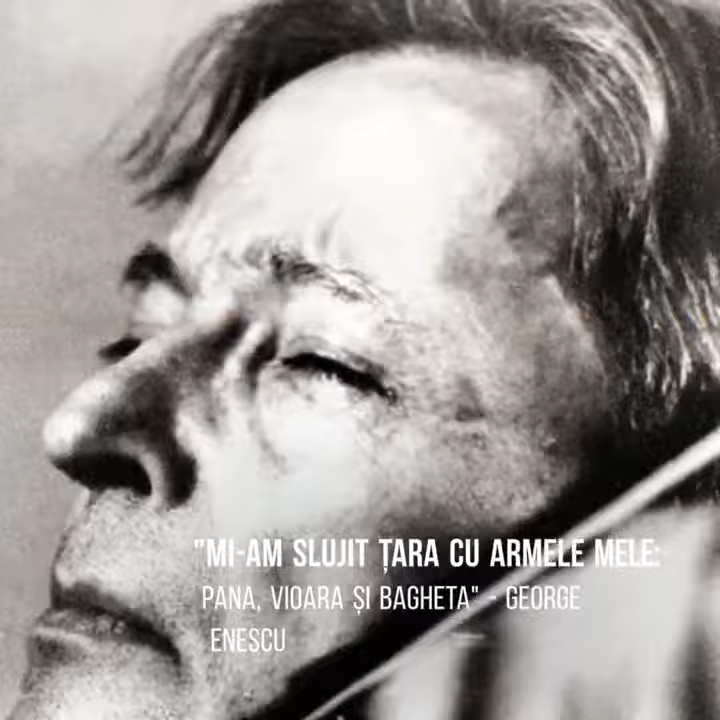 "MI-AM SLUJIT ȚARA CU ARMELE MELE:
PANA, VIOARA ȘI BAGHETA" - GEORGE
ENESCU